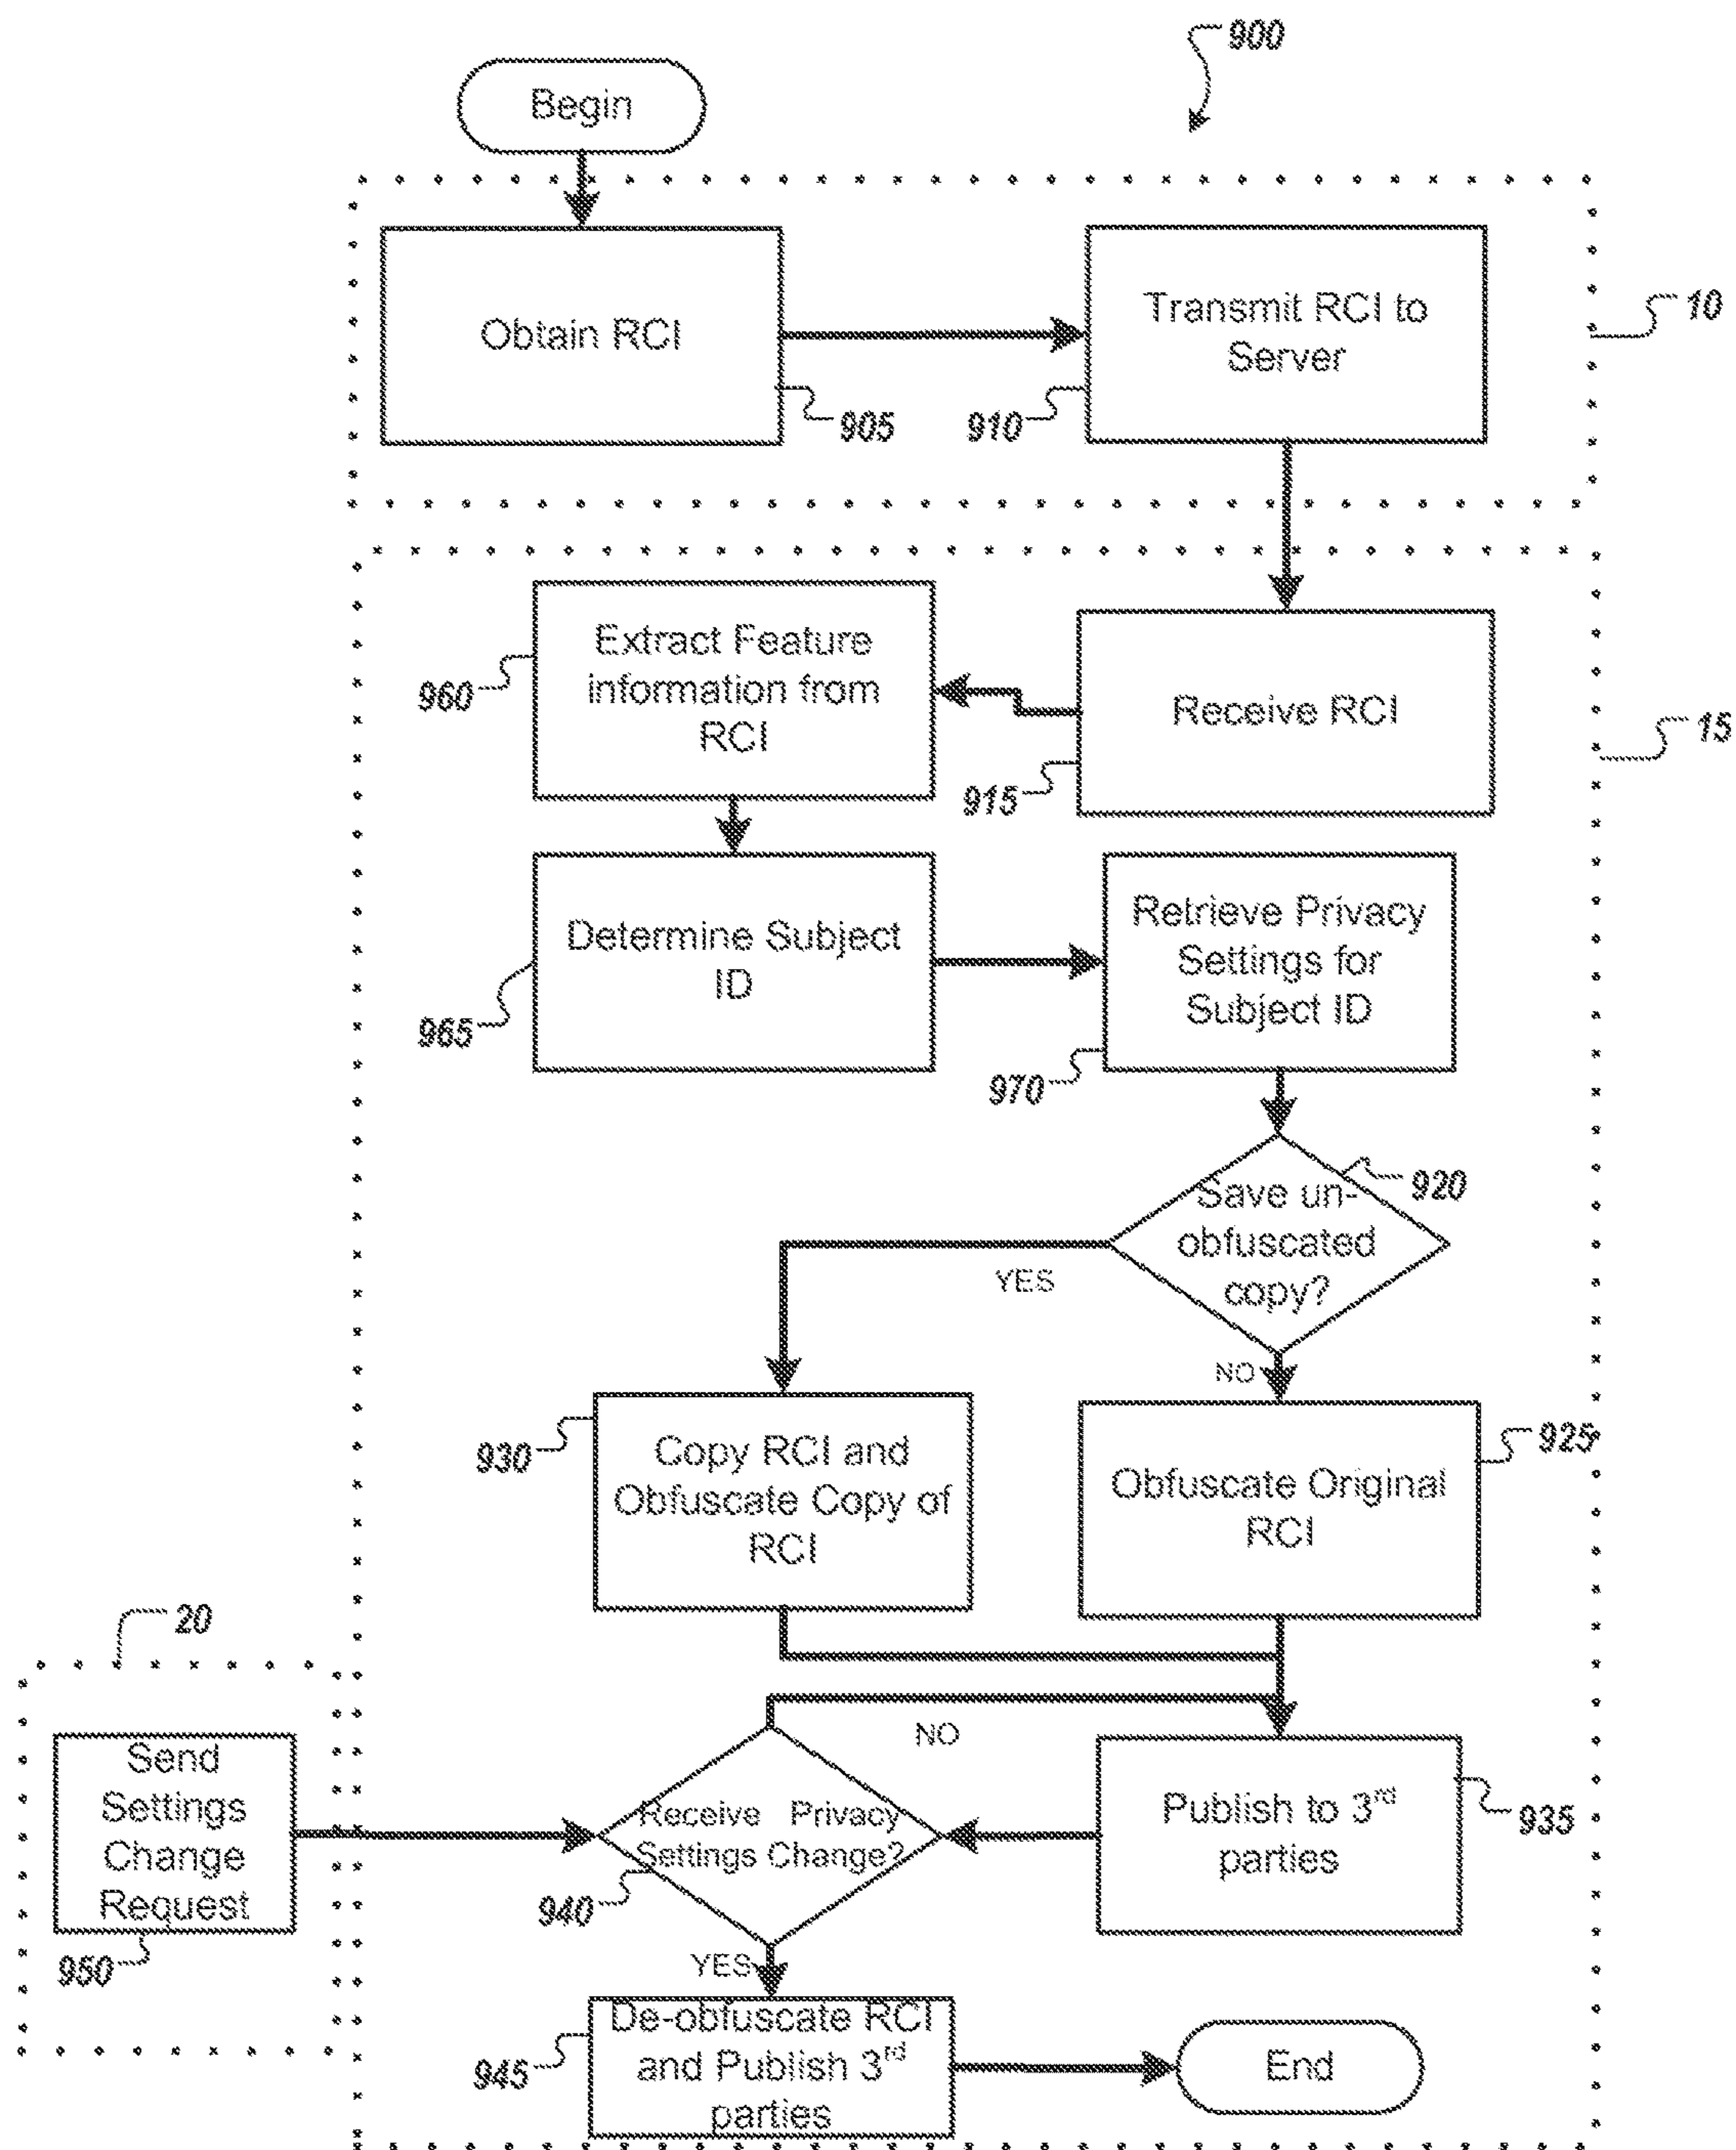 900
Begin
Obtain RCI
905
Transmit RCI to
Server
910
10
Extract Feature
information from
RCI
960
Receive RCI
915
15
Determine Subject
ID
965
Retrieve Privacy
Settings for
Subject ID
970
Save un-
obfuscated
copy?
920
YES
NO
930
Copy RCI and
Obfuscate Copy of
RCI
Obfuscate Original
RCI
925
20
Send
Settings
Change
Request
950
NO
Receive Privacy
Settings Change?
940
Publish to 3rd
parties
935
YES
De-obfuscate RCI
and Publish 3rd
parties
945
End